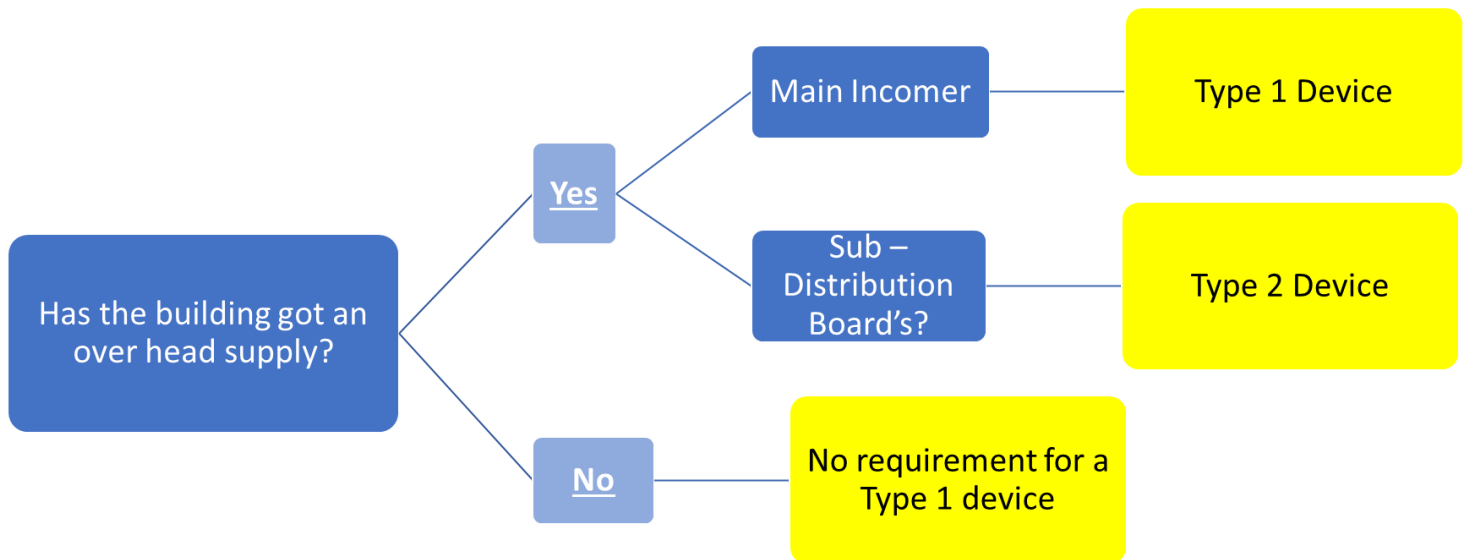 Main Incomer
Type 1 Device
Yes
Sub –
Distribution
Board’s?
Type 2 Device
Has the building got an
over head supply?
No
No requirement for a
Type 1 device